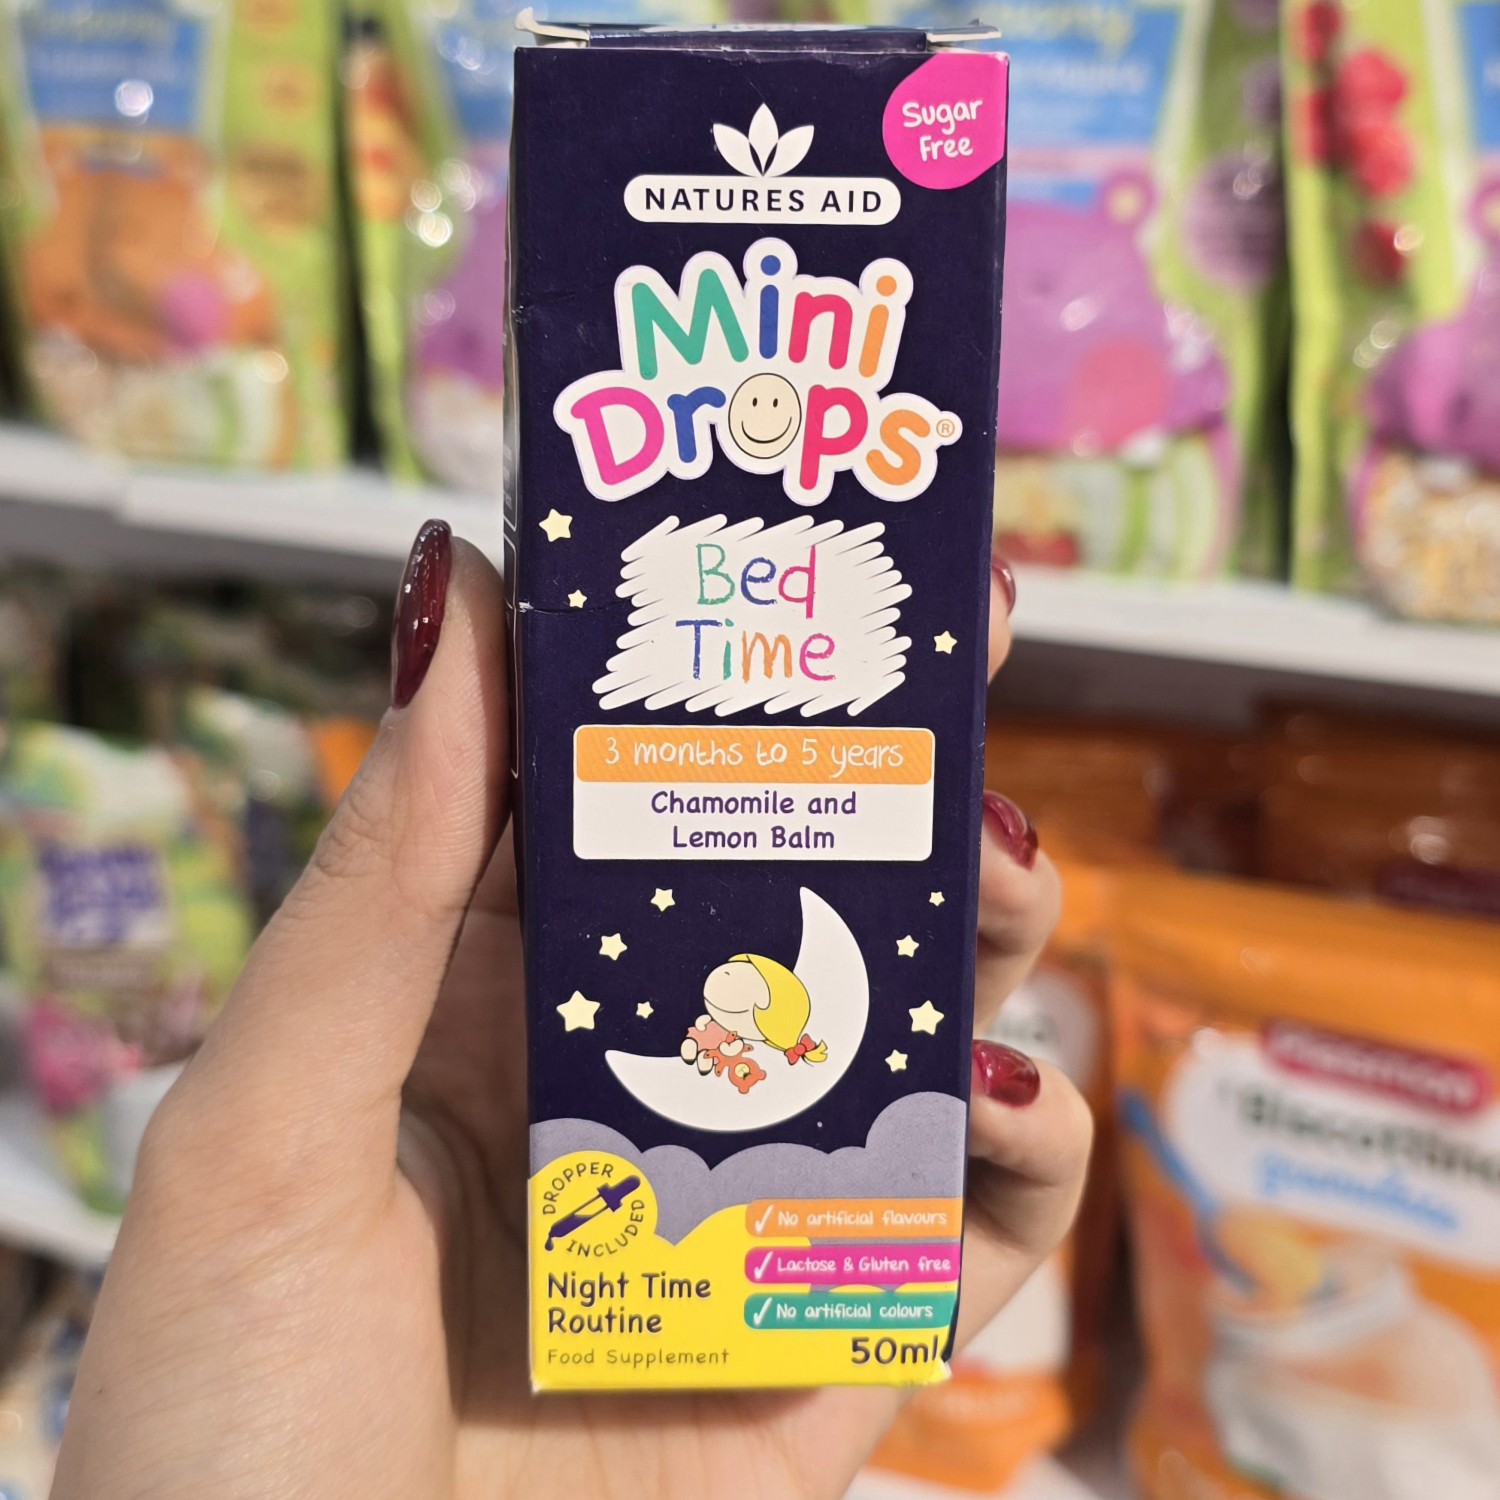 Sugar
Free
NATURES AID
Mini
Drops®
Bed
Time
3 months to 5 years
Chamomile and
Lemon Balm
DROPPER
INCLUDED
No artificial flavours
Lactose & Gluten free
No artificial colours
Night Time
Routine
Food Supplement
50ml